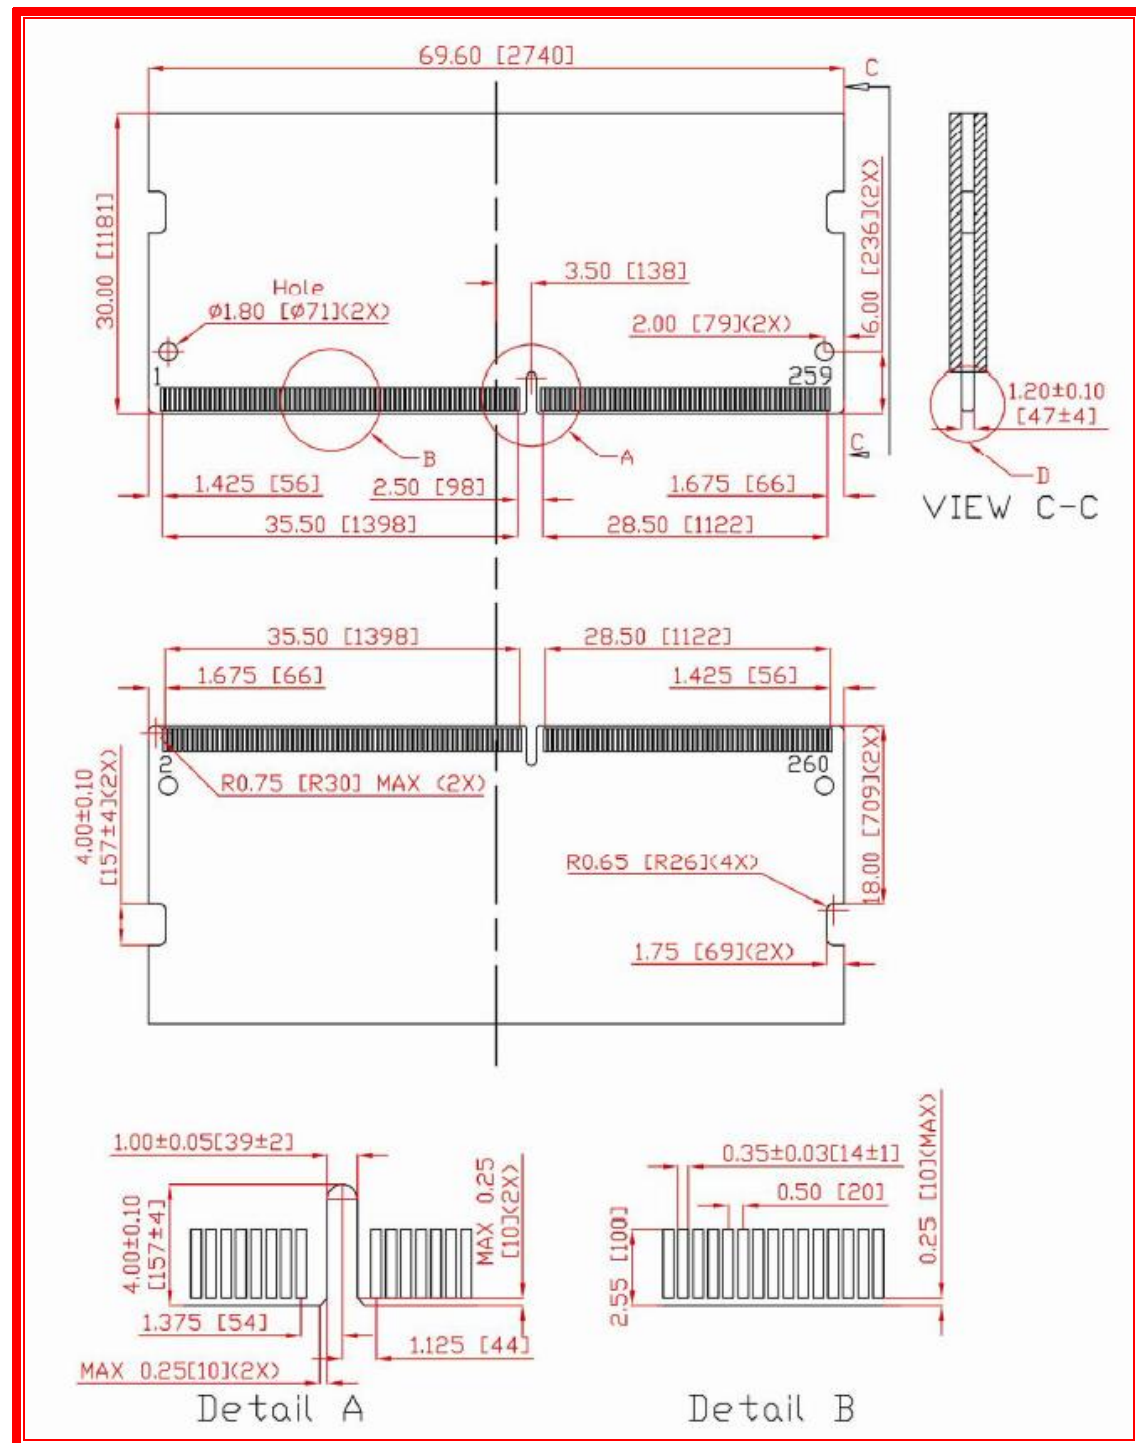 69.60 [2740]
C
30.00 [1181]
6.00 [236](2X)
3.50 [138]
Hole
Ø1.80 [Ø71](2X)
2.00 [79](2X)
1
259
1.20±0.10
[47±4]
B
A
C
D
1.425 [56]
2.50 [98]
1.675 [66]
VIEW C-C
35.50 [1398]
28.50 [1122]
35.50 [1398]
28.50 [1122]
1.675 [66]
1.425 [56]
2
260
R0.75 [R30] MAX (2X)
4.00±0.10
[157±4](2X)
18.00 [709](2X)
R0.65 [R26](4X)
1.75 [69](2X)
1.00±0.05[39±2]
4.00±0.10
[157±4]
MAX 0.25
[10](2X)
1.375 [54]
1.125 [44]
MAX 0.25[10](2X)
Detail A
0.35±0.03[14±1]
0.50 [20]
0.25 [10](MAX)
2.55 [100]
Detail B